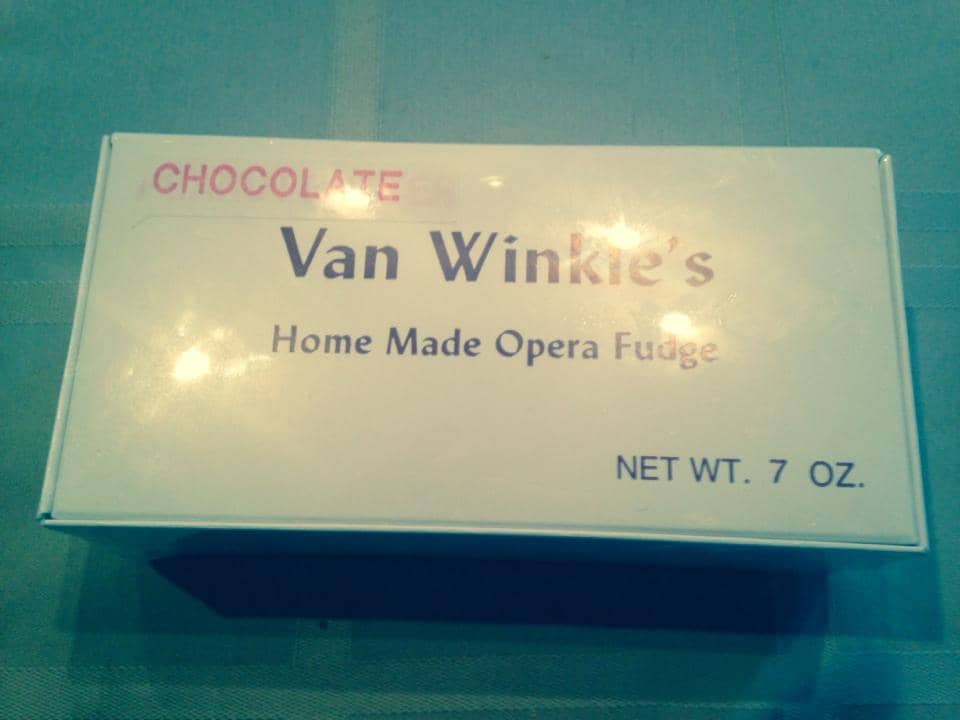 CHOCOLATE
Van Winkle's
Home Made Opera Fudge
NET WT. 7 OZ.